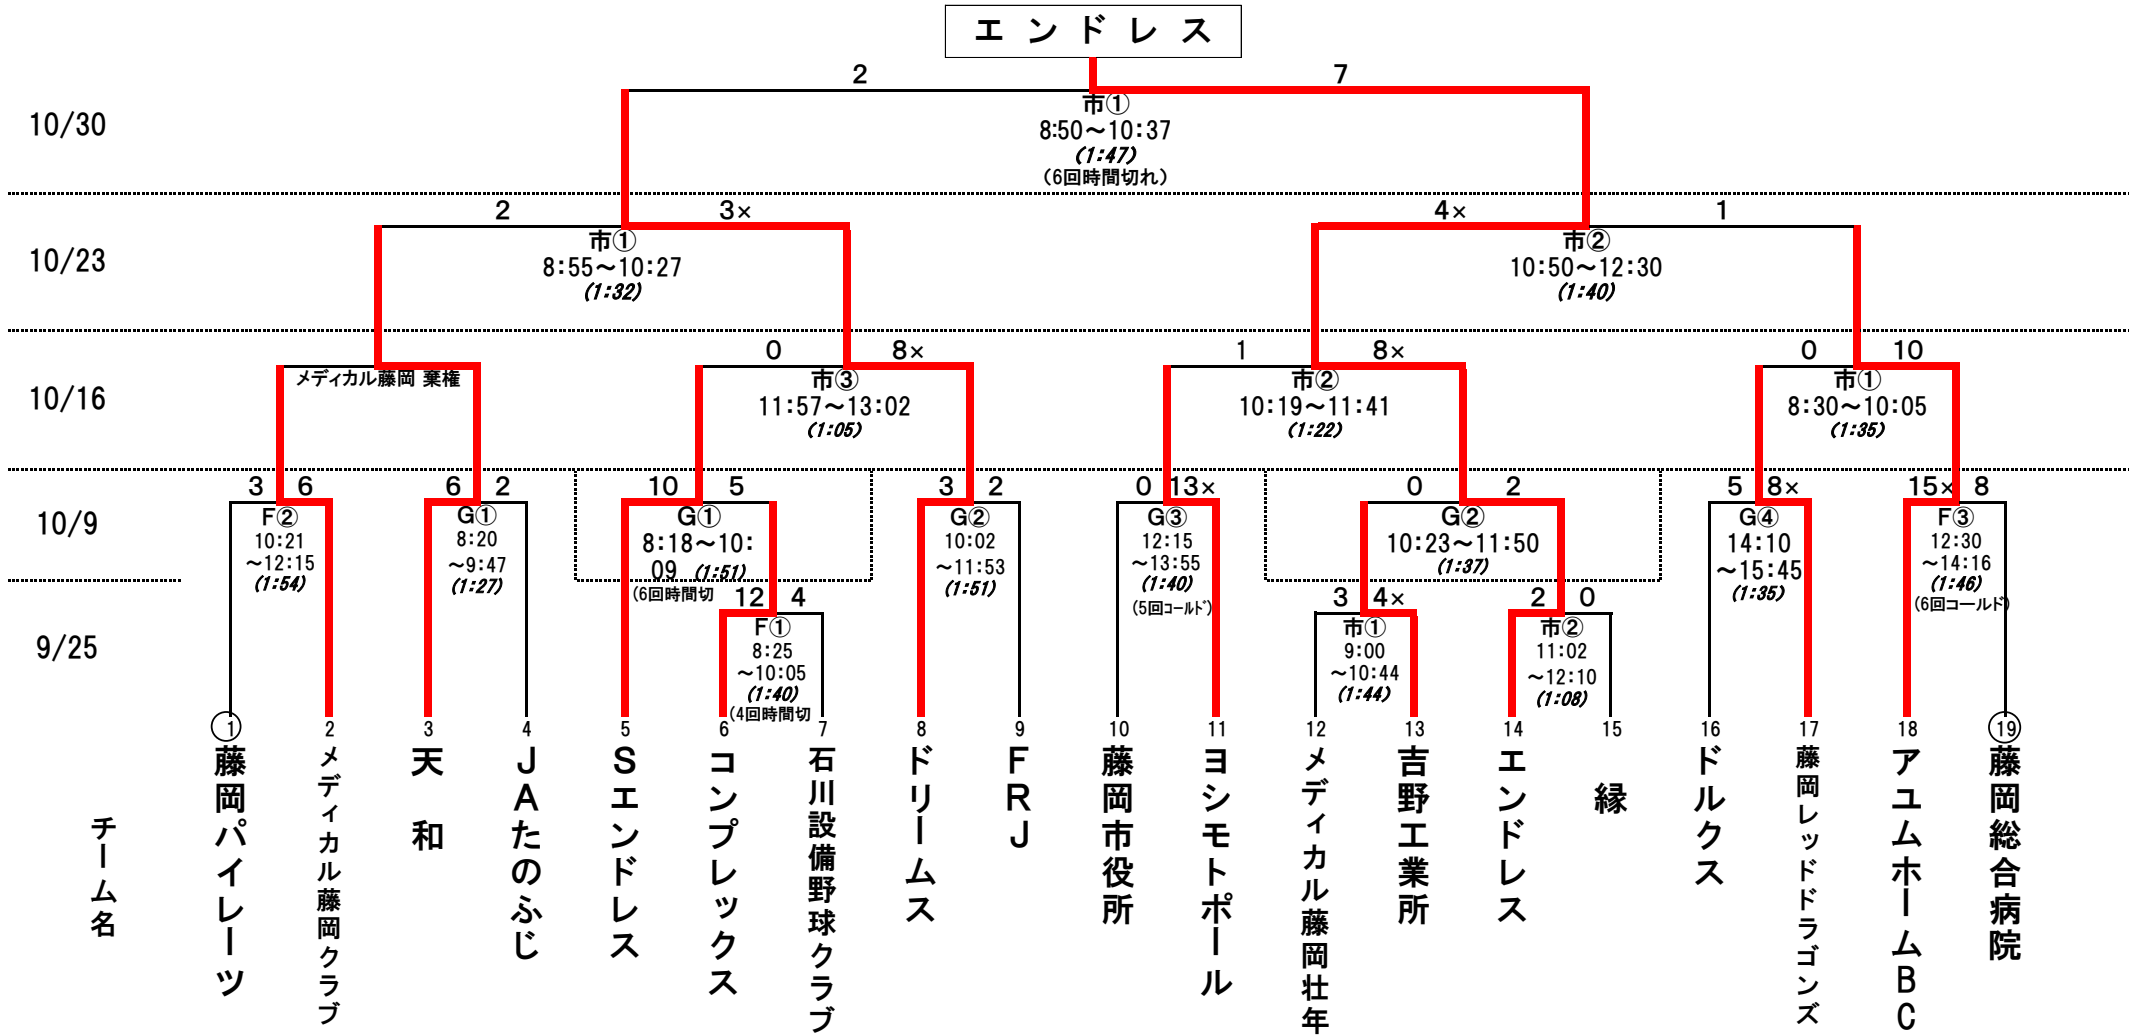 エンドレス
2 7
10/30
市①
8:50～10:37
(1:47)
(6回時間切れ)
2 3× 4× 1
10/23
市①
8:55～10:27
(1:32)
市②
10:50～12:30
(1:40)
0 8× 1 8× 0 10
10/16
メディカル藤岡 棄権
市③
11:57～13:02
(1:05)
市②
10:19～11:41
(1:22)
市①
8:30～10:05
(1:35)
3 6 6 2 10 5 3 2 0 13× 0 2 5 8× 15× 8
10/9
F②
10:21
～12:15
(1:54)
G①
8:20
～9:47
(1:27)
G①
8:18～10:
09 (1:51)
(6回時間切
G②
10:02
～11:53
(1:51)
G③
12:15
～13:55
(1:40)
(5回コールド)
G②
10:23～11:50
(1:37)
G④
14:10
～15:45
(1:35)
F③
12:30
～14:16
(1:46)
(6回コールド)
12 4 3 4× 2 0
9/25
F①
8:25
～10:05
(1:40)
(4回時間切
市①
9:00
～10:44
(1:44)
市②
11:02
～12:10
(1:08)
① 2 3 4 5 6 7 8 9 10 11 12 13 14 15 16 17 18 ⑲
チーム名
藤岡パイレーツ
メディカル藤岡クラブ
天和
JAたのふじ
Sエンドレス
コンプレックス
石川設備野球クラブ
ドリームス
FRJ
藤岡市役所
ヨシモトポール
メディカル藤岡壮年
吉野工業所
エンドレス
縁
ドルクス
藤岡レッドドラゴンズ
アユムホームBC
藤岡総合病院